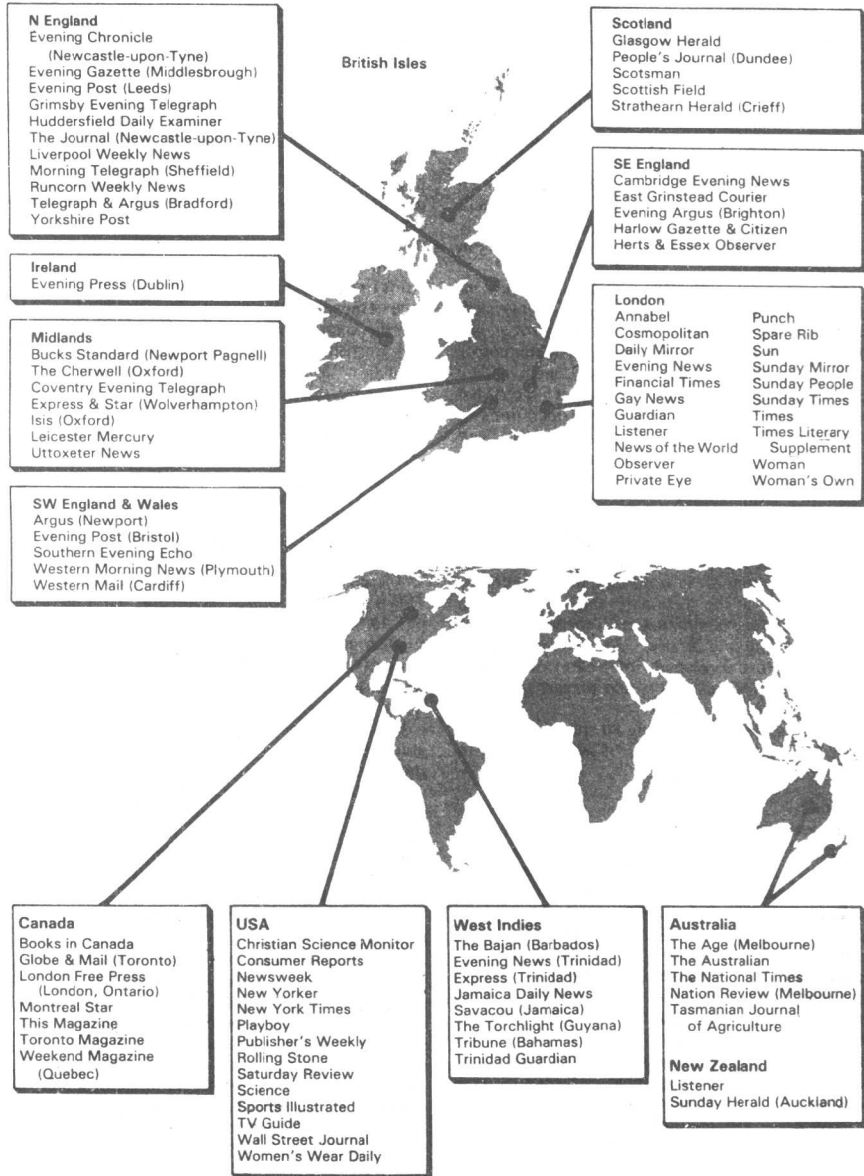 N England
Evening Chronicle
(Newcastle-upon-Tyne)
Evening Gazette (Middlesbrough)
Evening Post (Leeds)
Grimsby Evening Telegraph
Huddersfield Daily Examiner
The Journal (Newcastle-upon-Tyne)
Liverpool Weekly News
Morning Telegraph (Sheffield)
Runcorn Weekly News
Telegraph & Argus (Bradford)
Yorkshire Post
British Isles
Scotland
Glasgow Herald
People's Journal (Dundee)
Scotsman
Scottish Field
Strathearn Herald (Crieff)
SE England
Cambridge Evening News
East Grinstead Courier
Evening Argus (Brighton)
Harlow Gazette & Citizen
Herts & Essex Observer
Ireland
Evening Press (Dublin)
Midlands
Bucks Standard (Newport Pagnell)
The Cherwell (Oxford)
Coventry Evening Telegraph
Express & Star (Wolverhampton)
Isis (Oxford)
Leicester Mercury
Uttoxeter News
London
Annabel
Cosmopolitan
Daily Mirror
Evening News
Financial Times
Gay News
Guardian
Listener
News of the World
Observer
Private Eye
Punch
Spare Rib
Sun
Sunday Mirror
Sunday People
Sunday Times
Times
Times Literary
Supplement
Woman
Woman's Own
SW England & Wales
Argus (Newport)
Evening Post (Bristol)
Southern Evening Echo
Western Morning News (Plymouth)
Western Mail (Cardiff)
Canada
Books in Canada
Globe & Mail (Toronto)
London Free Press
(London, Ontario)
Montreal Star
This Magazine
Toronto Magazine
Weekend Magazine
(Quebec)
USA
Christian Science Monitor
Consumer Reports
Newsweek
New Yorker
New York Times
Playboy
Publisher's Weekly
Rolling Stone
Saturday Review
Science
Sports Illustrated
TV Guide
Wall Street Journal
Women's Wear Daily
West Indies
The Bajan (Barbados)
Evening News (Trinidad)
Express (Trinidad)
Jamaica Daily News
Savacou (Jamaica)
The Torchlight (Guyana)
Tribune (Bahamas)
Trinidad Guardian
Australia
The Age (Melbourne)
The Australian
The National Times
Nation Review (Melbourne)
Tasmanian Journal
of Agriculture
New Zealand
Listener
Sunday Herald (Auckland)